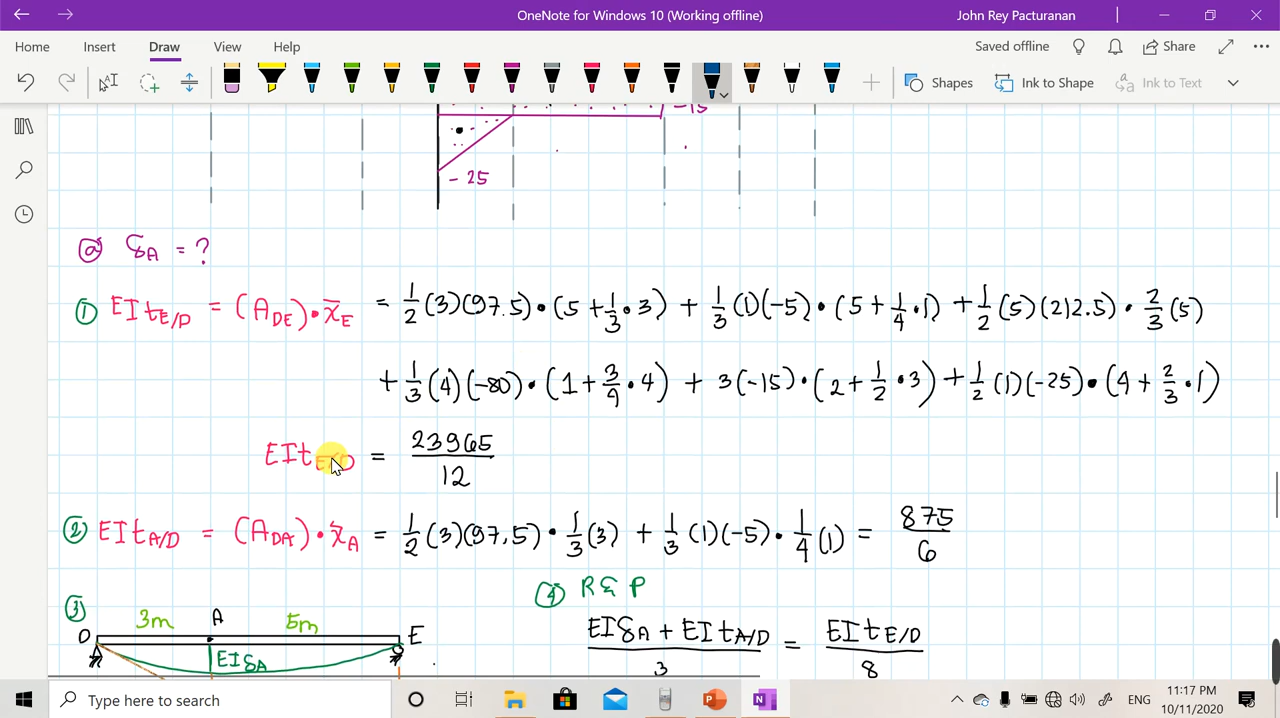 OneNote for Windows 10 (Working offline)
John Rey Pacturanan
Home Insert Draw View Help
Saved offline
Share
Shapes
Ink to Shape
Ink to Text
-15
- 25
ⓐ δA = ?
① EItE/D = (ADE)•x̄E = 1/2 (3)(97.5)•(5 + 1/3•3) + 1/3 (1)(-5)•(5 + 1/4•1) + 1/2 (5)(212.5)•2/3 (5)
+ 1/3 (4)(-80)•(1 + 3/4•4) + 3(-15)•(2 + 1/2•3) + 1/2 (1)(-25)•(4 + 2/3•1)
EItE/D = 23965/12
② EItA/D = (ADA)•x̄A = 1/2 (3)(97.5)•1/3 (3) + 1/3 (1)(-5)•1/4 (1) = 875/6
③
④ R & P
3m A 5m
D E
EIδA
EIδA + EItA/D / 3 = EItE/D / 8
Type here to search
ENG
11:17 PM
10/11/2020